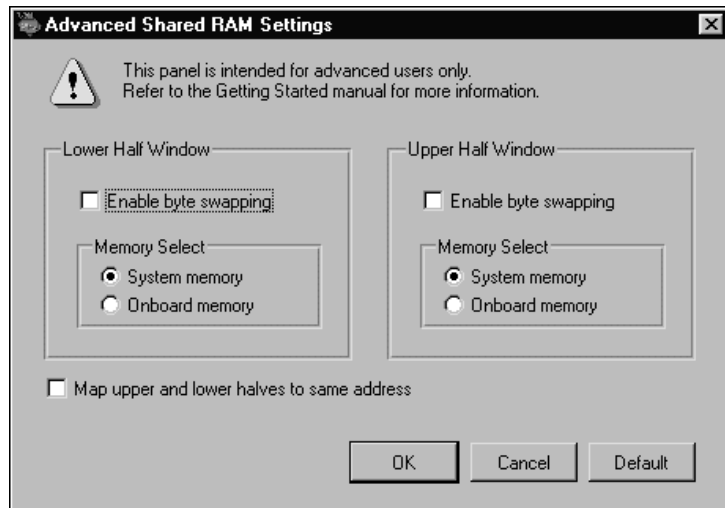 Advanced Shared RAM Settings
This panel is intended for advanced users only.
Refer to the Getting Started manual for more information.
Lower Half Window
Enable byte swapping
Memory Select
System memory
Onboard memory
Upper Half Window
Enable byte swapping
Memory Select
System memory
Onboard memory
Map upper and lower halves to same address
OK
Cancel
Default